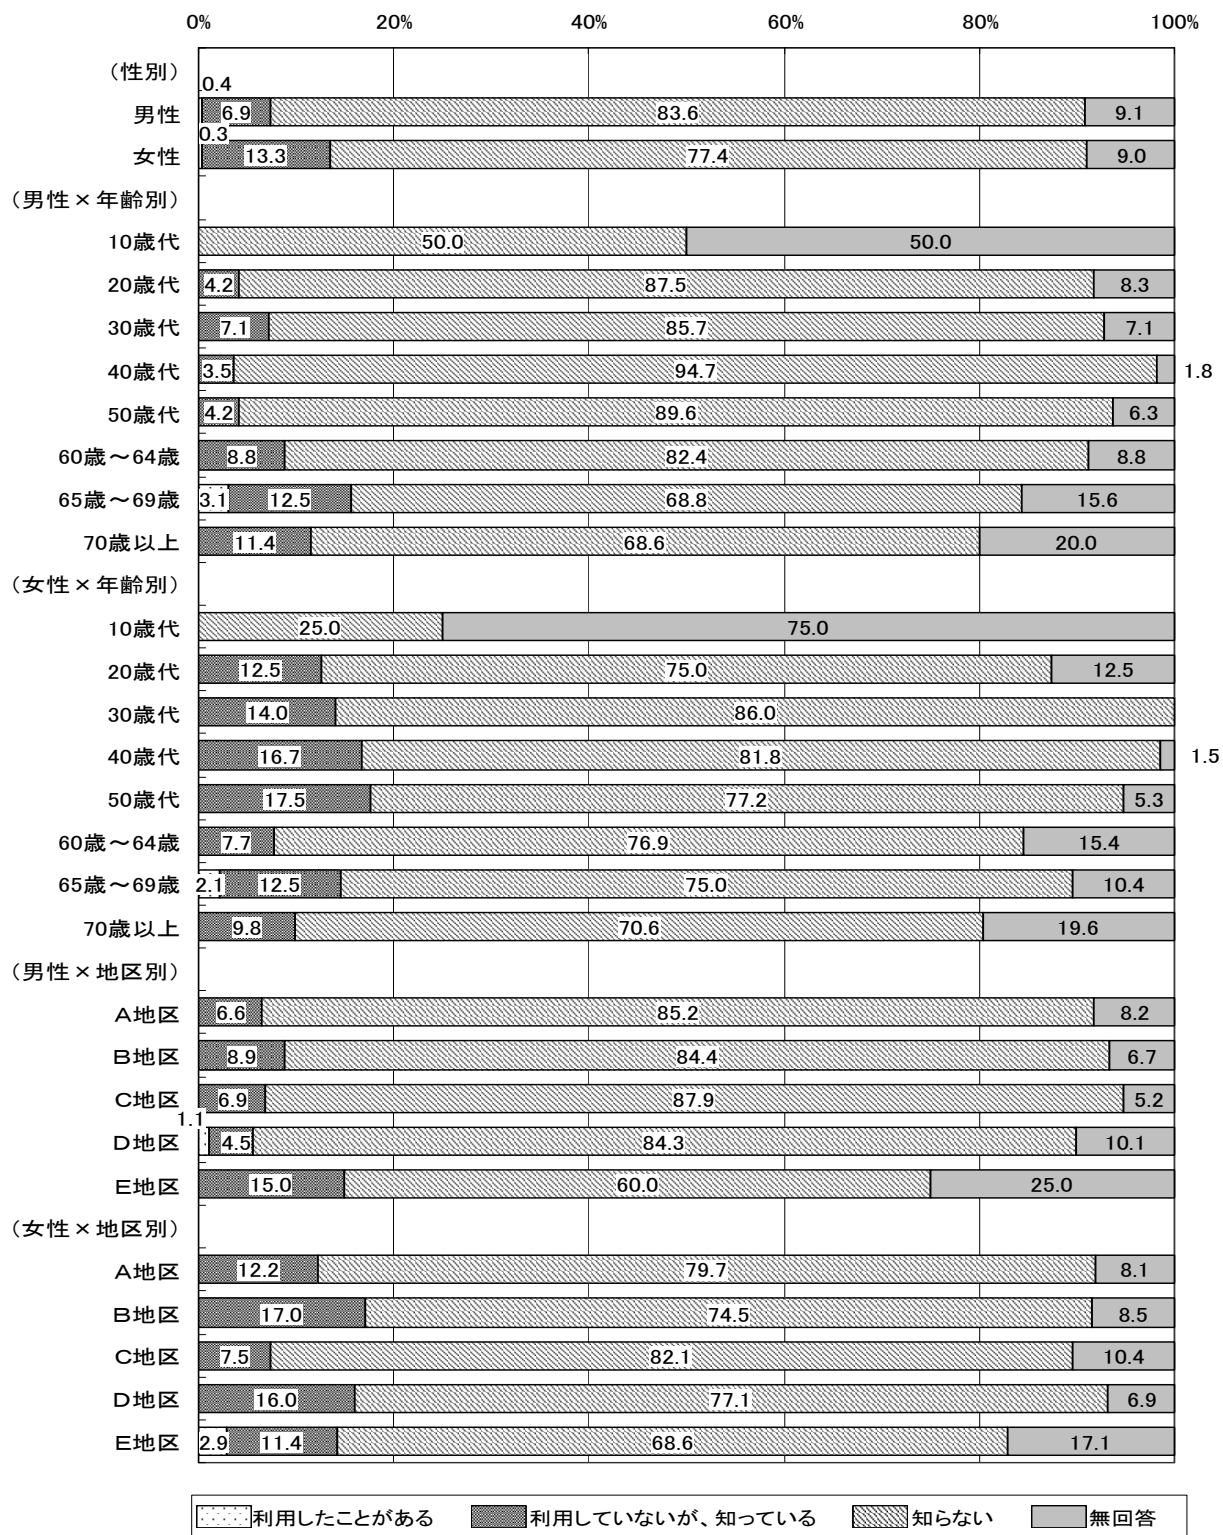 0% 20% 40% 60% 80% 100%
（性別）
0.4
男性 6.9 83.6 9.1
0.3
女性 13.3 77.4 9.0
（男性×年齢別）
10歳代 50.0 50.0
20歳代 4.2 87.5 8.3
30歳代 7.1 85.7 7.1
40歳代 3.5 94.7 1.8
50歳代 4.2 89.6 6.3
60歳～64歳 8.8 82.4 8.8
65歳～69歳 3.1 12.5 68.8 15.6
70歳以上 11.4 68.6 20.0
（女性×年齢別）
10歳代 25.0 75.0
20歳代 12.5 75.0 12.5
30歳代 14.0 86.0
40歳代 16.7 81.8 1.5
50歳代 17.5 77.2 5.3
60歳～64歳 7.7 76.9 15.4
65歳～69歳 2.1 12.5 75.0 10.4
70歳以上 9.8 70.6 19.6
（男性×地区別）
A地区 6.6 85.2 8.2
B地区 8.9 84.4 6.7
C地区 6.9 87.9 5.2
1.1
D地区 4.5 84.3 10.1
E地区 15.0 60.0 25.0
（女性×地区別）
A地区 12.2 79.7 8.1
B地区 17.0 74.5 8.5
C地区 7.5 82.1 10.4
D地区 16.0 77.1 6.9
E地区 2.9 11.4 68.6 17.1
利用したことがある 利用していないが、知っている 知らない 無回答